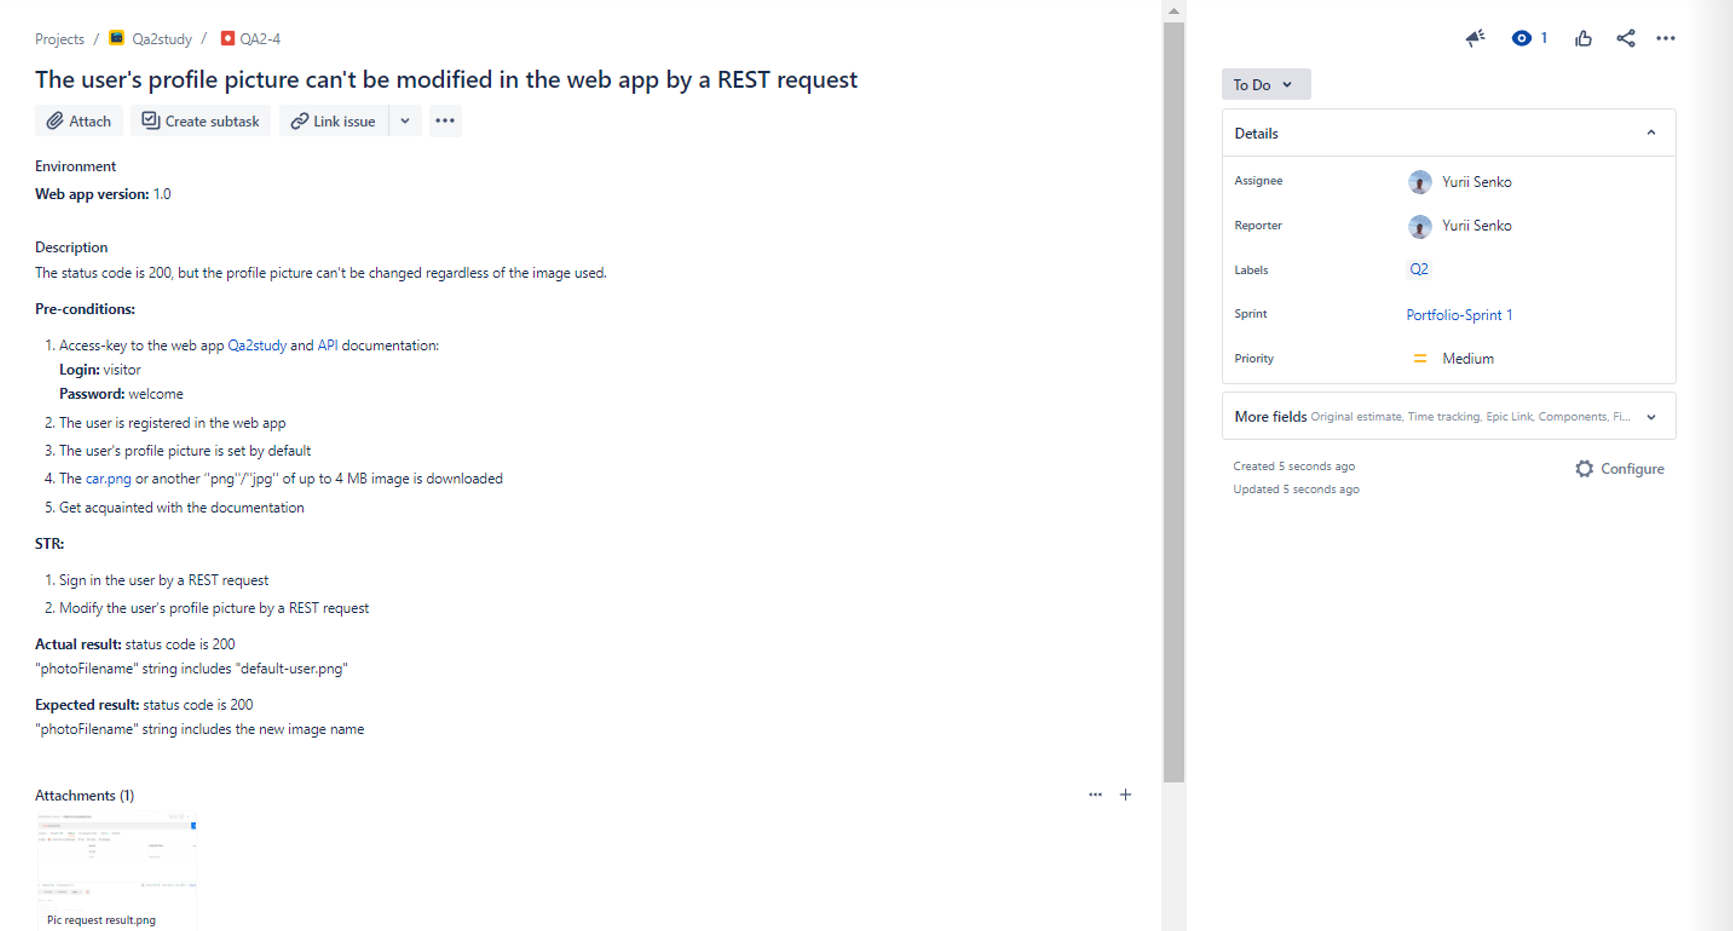 Projects / Qa2study / QA2-4
The user's profile picture can't be modified in the web app by a REST request
Attach Create subtask Link issue
Environment
Web app version: 1.0
Description
The status code is 200, but the profile picture can't be changed regardless of the image used.
Pre-conditions:
1. Access-key to the web app Qa2study and API documentation:
Login: visitor
Password: welcome
2. The user is registered in the web app
3. The user's profile picture is set by default
4. The car.png or another "png"/"jpg" of up to 4 MB image is downloaded
5. Get acquainted with the documentation
STR:
1. Sign in the user by a REST request
2. Modify the user's profile picture by a REST request
Actual result: status code is 200
"photoFilename" string includes "default-user.png"
Expected result: status code is 200
"photoFilename" string includes the new image name
Attachments (1)
Pic request result.png
1
To Do
Details
Assignee Yurii Senko
Reporter Yurii Senko
Labels Q2
Sprint Portfolio-Sprint 1
Priority Medium
More fields Original estimate, Time tracking, Epic Link, Components, Fi...
Created 5 seconds ago
Configure
Updated 5 seconds ago